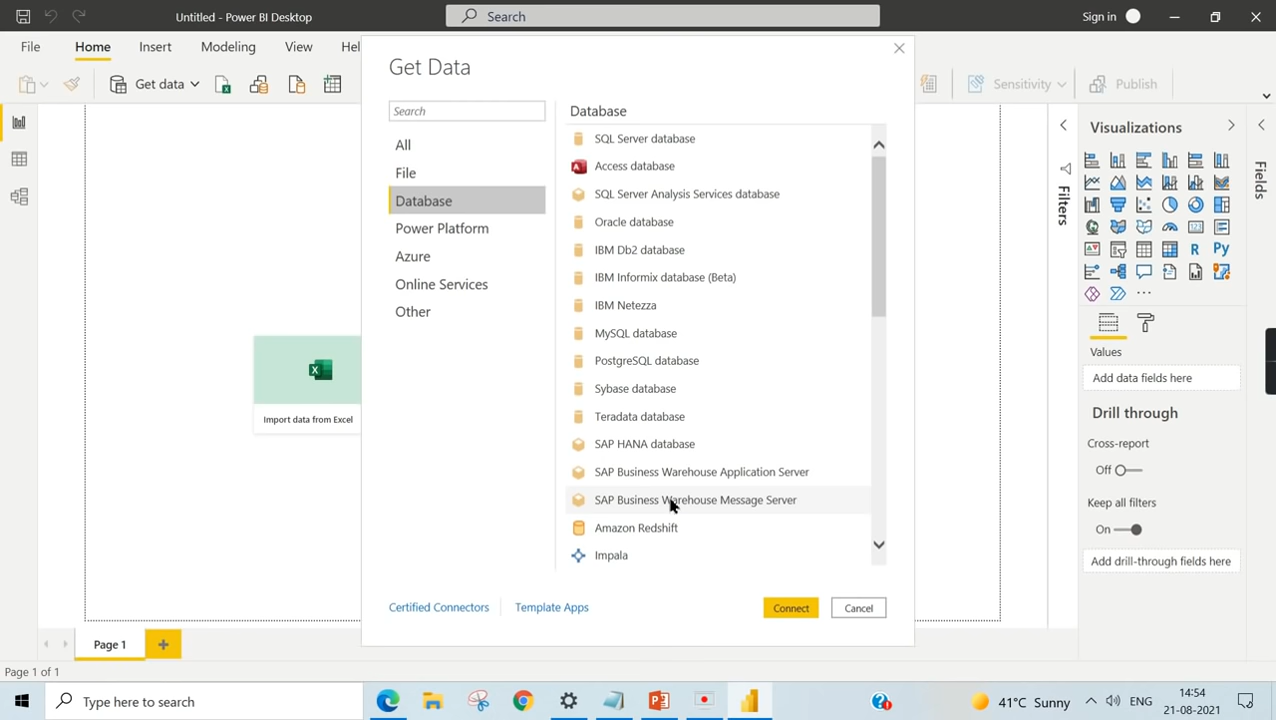 Untitled - Power BI Desktop
Search
Sign in
File
Home
Insert
Modeling
View
Hel
Get data
Sensitivity
Publish
Get Data
Search
All
File
Database
Power Platform
Azure
Online Services
Other
Database
SQL Server database
Access database
SQL Server Analysis Services database
Oracle database
IBM Db2 database
IBM Informix database (Beta)
IBM Netezza
MySQL database
PostgreSQL database
Sybase database
Teradata database
SAP HANA database
SAP Business Warehouse Application Server
SAP Business Warehouse Message Server
Amazon Redshift
Impala
Certified Connectors
Template Apps
Connect
Cancel
Import data from Excel
Filters
Visualizations
Fields
R
Py
Values
Add data fields here
Drill through
Cross-report
Off
Keep all filters
On
Add drill-through fields here
Page 1
Page 1 of 1
Type here to search
41°C Sunny
ENG
14:54
21-08-2021